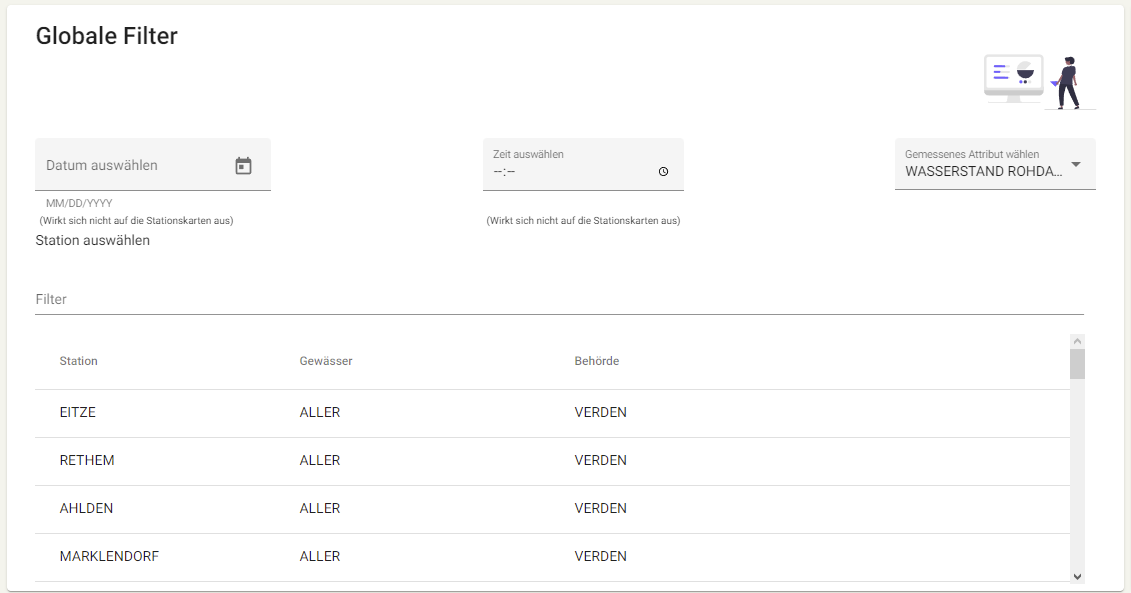 Globale Filter
Datum auswählen
Zeit auswählen
--:--
Gemessenes Attribut wählen
WASSERSTAND ROHDA...
MM/DD/YYYY
(Wirkt sich nicht auf die Stationskarten aus)
(Wirkt sich nicht auf die Stationskarten aus)
Station auswählen
Filter
Station Gewässer Behörde
EITZE ALLER VERDEN
RETHEM ALLER VERDEN
AHLDEN ALLER VERDEN
MARKLENDORF ALLER VERDEN